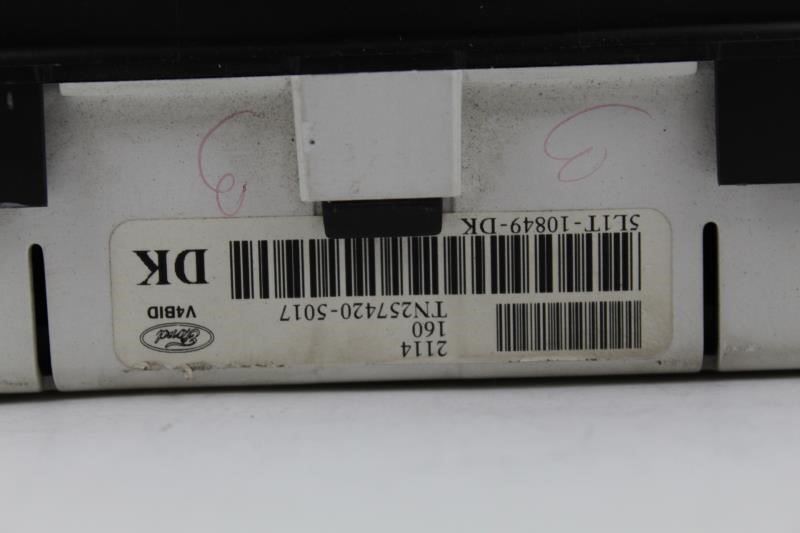 2114
160
TN257420-5017
Ford
V4BID
DK
5L1T-10849-DK